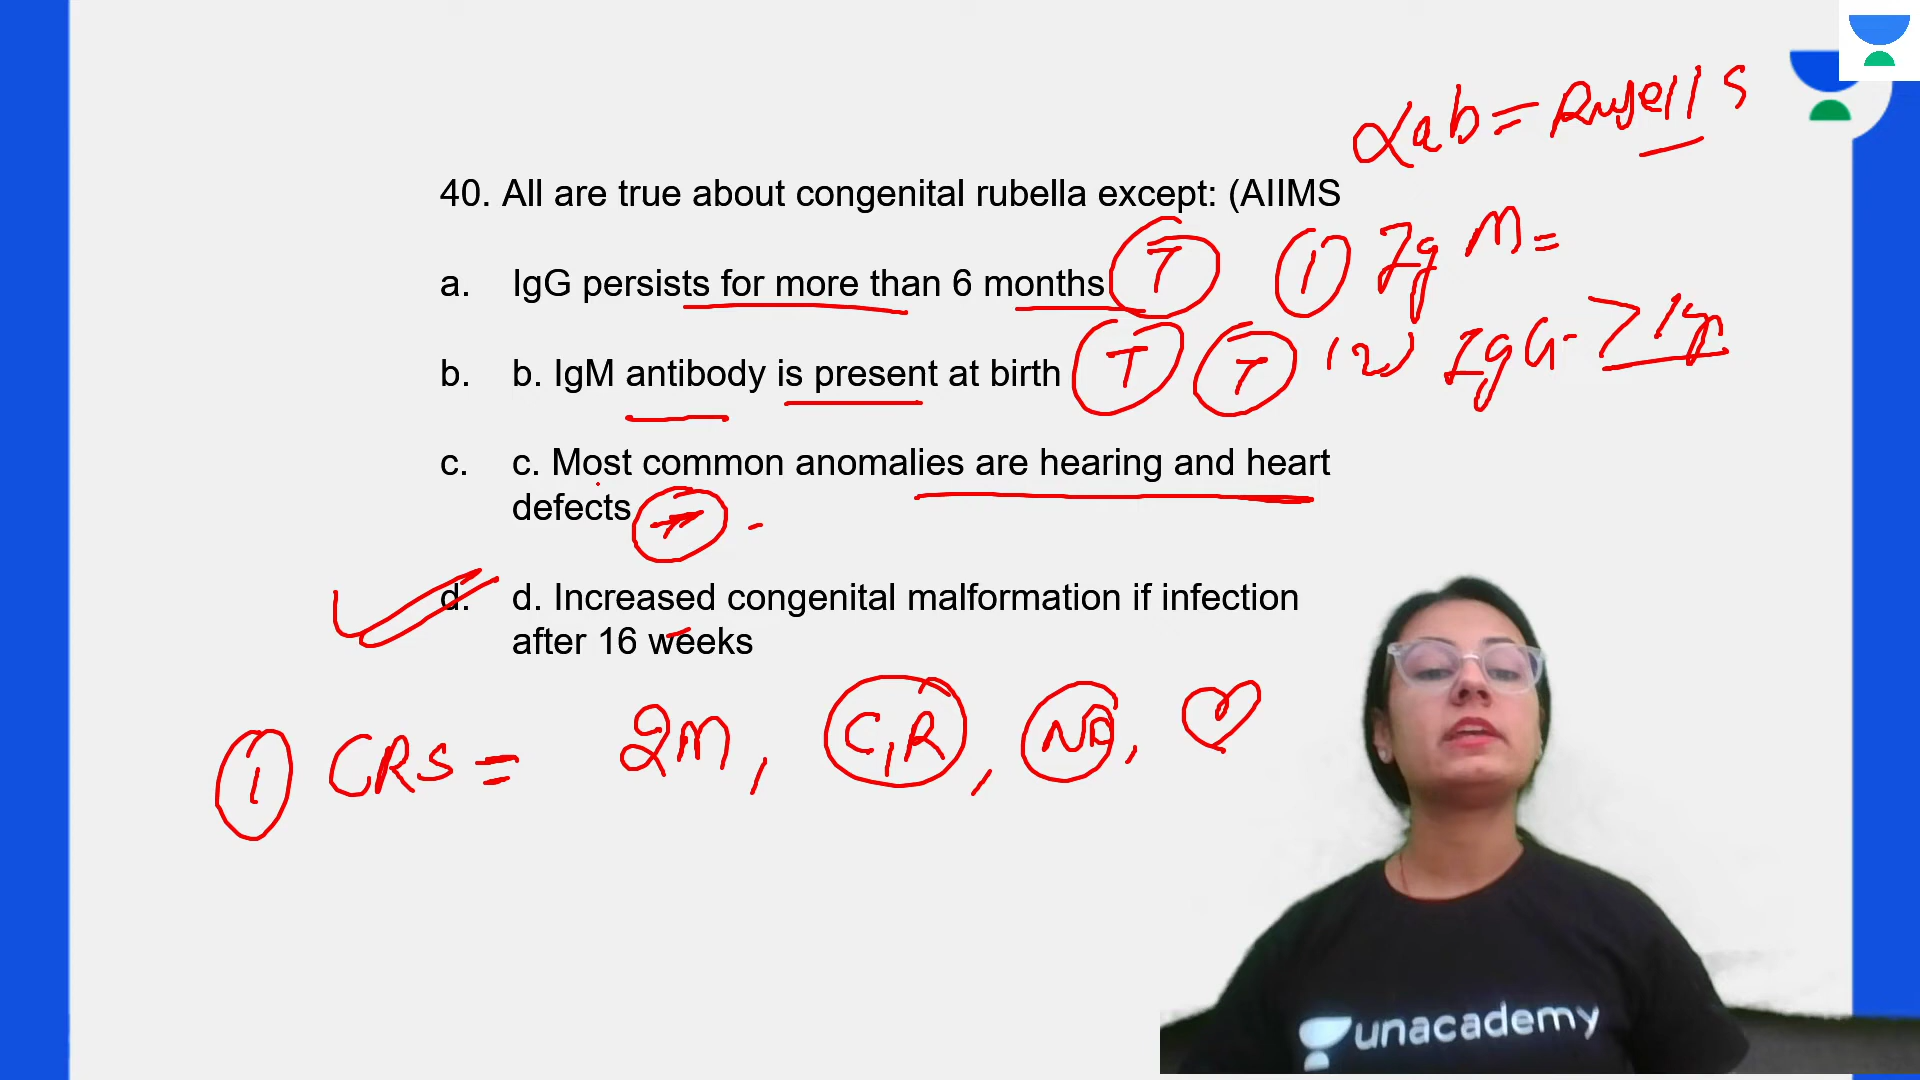 αab = Rusells
40. All are true about congenital rubella except: (AIIMS
a. IgG persists for more than 6 months T 1 IgM =
b. b. IgM antibody is present at birth T T (2) IgG - > 1yr
c. c. Most common anomalies are hearing and heart
defects T -
d. d. Increased congenital malformation if infection
after 16 weeks
1 CRS = 2M, C,R, ND, ♡
unacademy